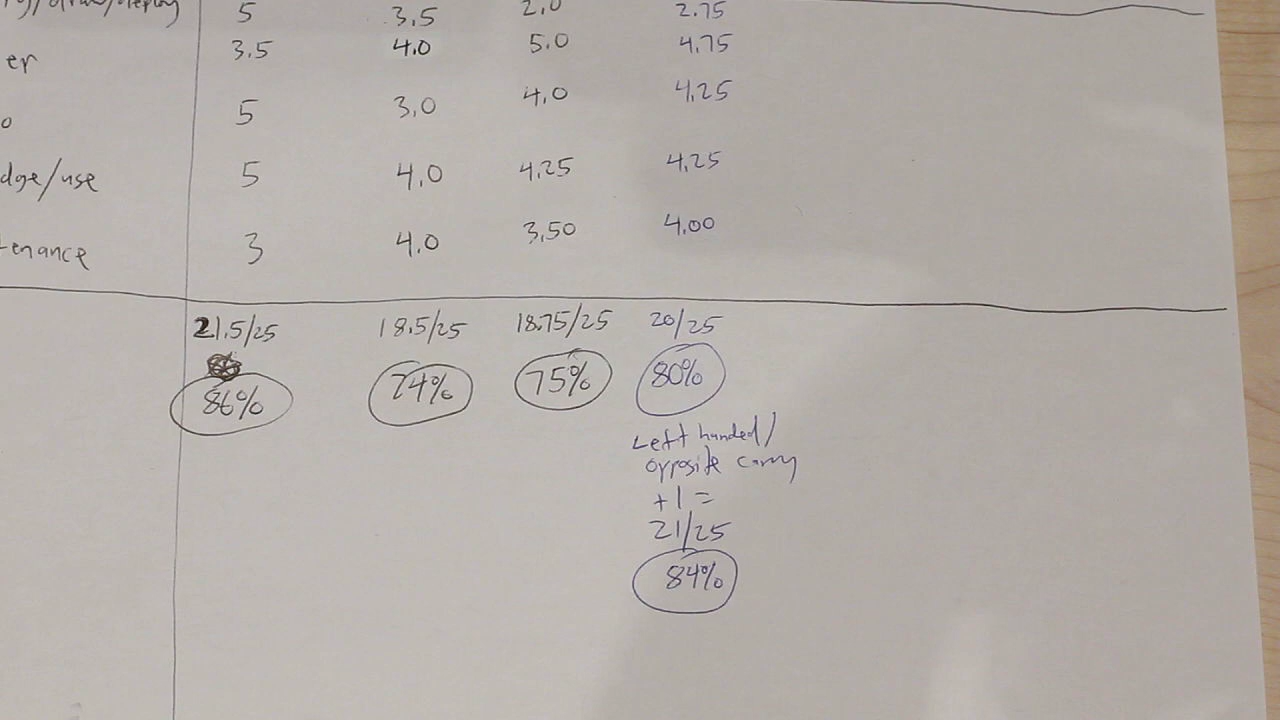 5 3.5 2.0 2.75
er 3.5 4.0 5.0 4.75
o 5 3.0 4.0 4.25
dge/use 5 4.0 4.25 4.25
tenance 3 4.0 3.50 4.00
21.5/25 18.5/25 18.75/25 20/25
86% 74% 75% 80%
Left handed/
opposite carry
+1 =
21/25
84%